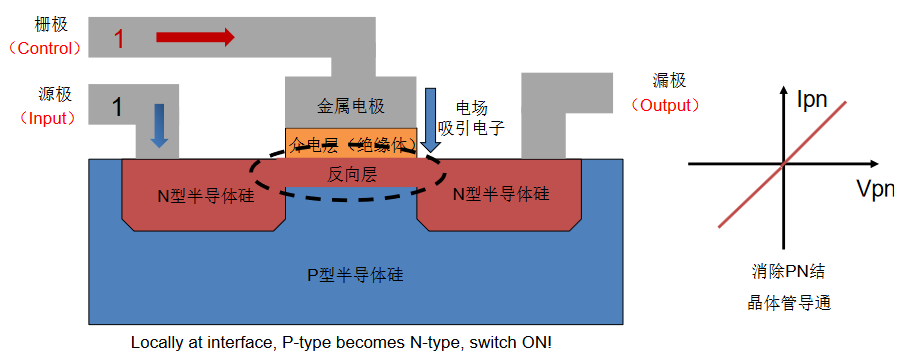 栅极
（Control）
1
源极
（Input）
1
金属电极
介电层（绝缘体）
反向层
电场
吸引电子
漏极
（Output）
N型半导体硅
N型半导体硅
P型半导体硅
Locally at interface, P-type becomes N-type, switch ON!
Ipn
Vpn
消除PN结
晶体管导通